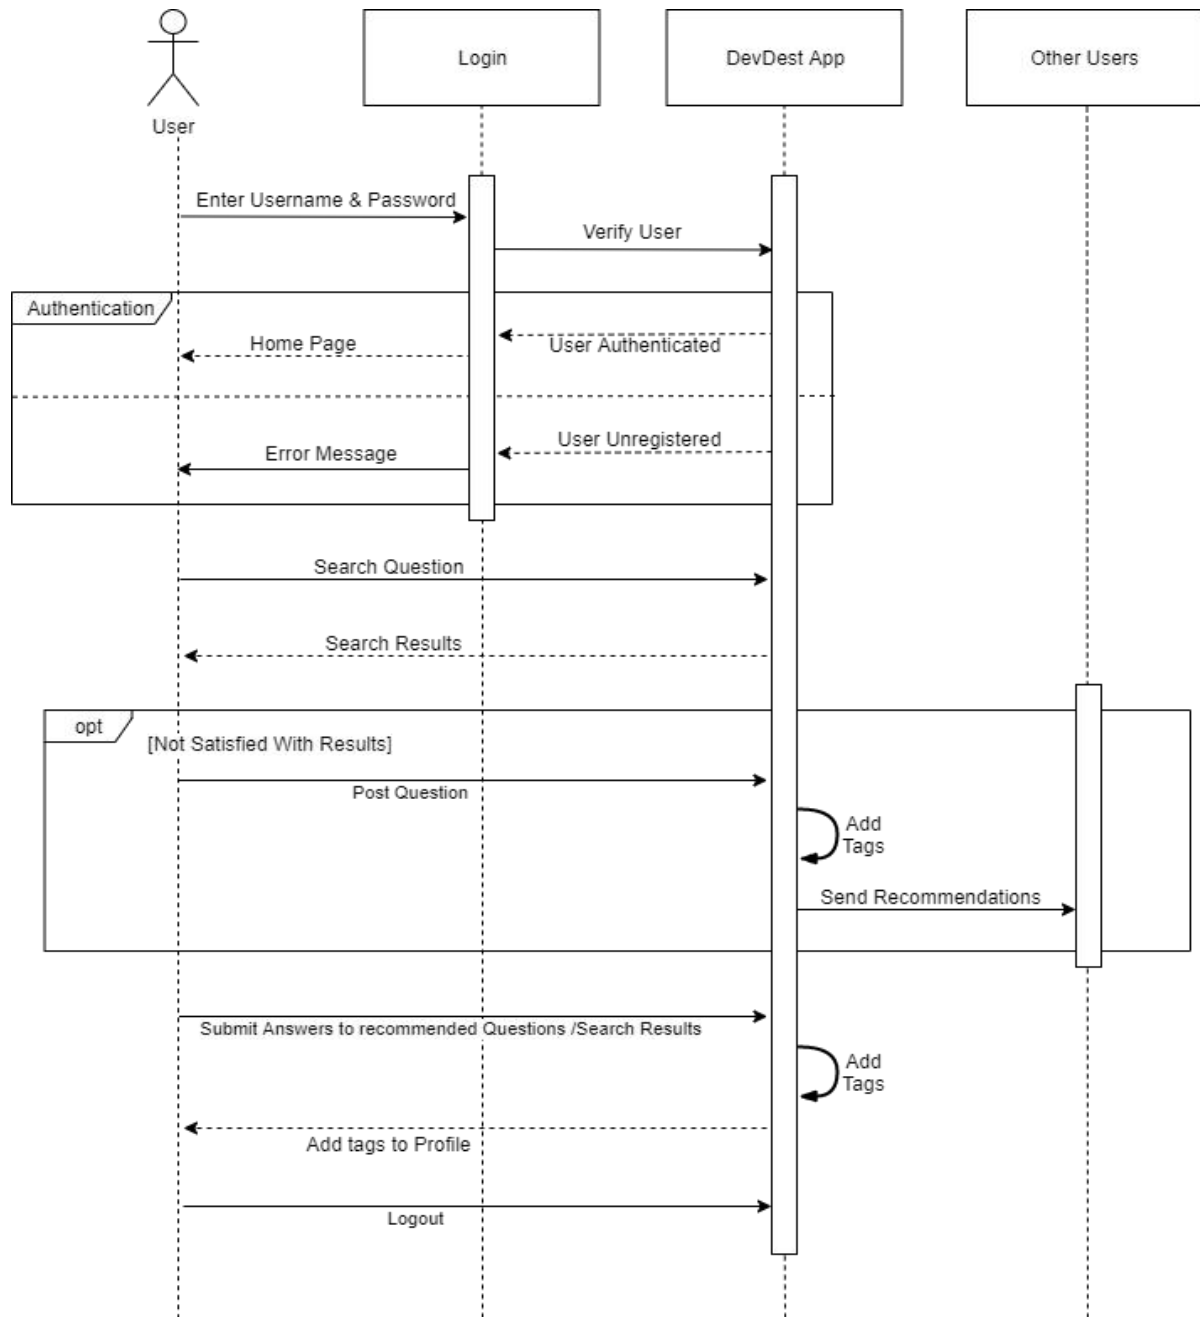 User
Login
DevDest App
Other Users
Enter Username & Password
Verify User
Authentication
Home Page
User Authenticated
User Unregistered
Error Message
Search Question
Search Results
opt
[Not Satisfied With Results]
Post Question
Add
Tags
Send Recommendations
Submit Answers to recommended Questions /Search Results
Add
Tags
Add tags to Profile
Logout